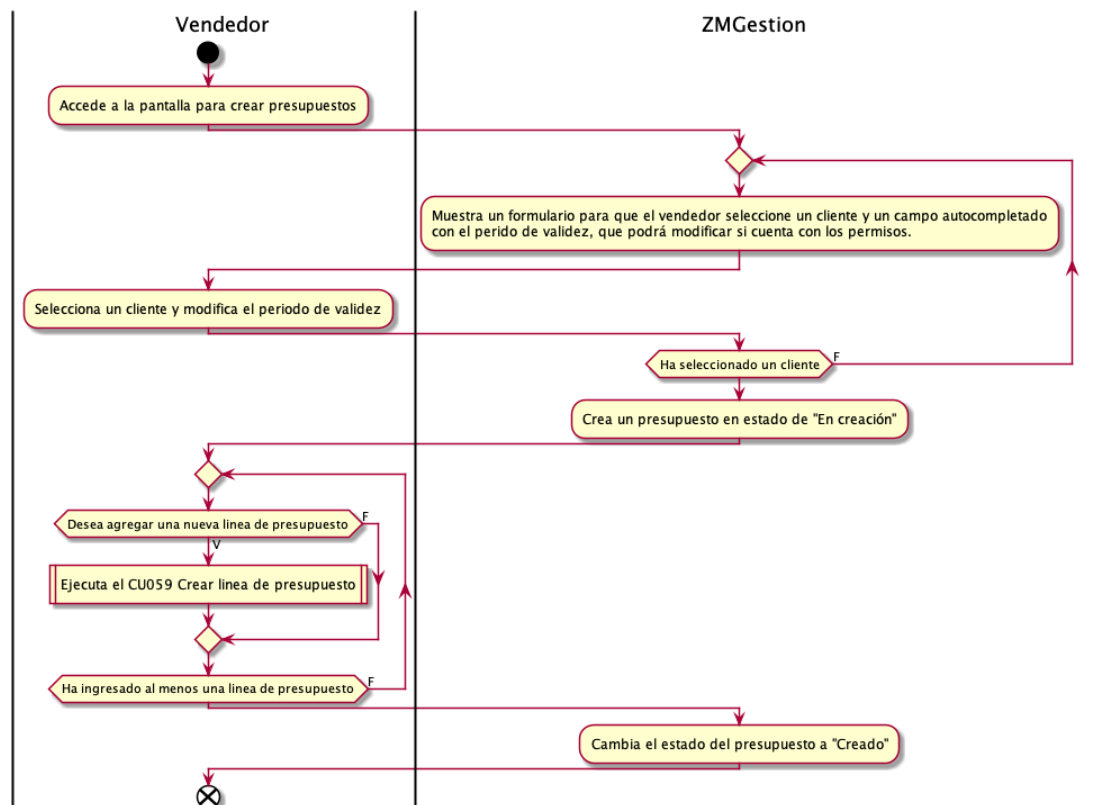 Vendedor
ZMGestion
Accede a la pantalla para crear presupuestos
Muestra un formulario para que el vendedor seleccione un cliente y un campo autocompletado
con el perido de validez, que podrá modificar si cuenta con los permisos.
Selecciona un cliente y modifica el periodo de validez
Ha seleccionado un cliente
F
Crea un presupuesto en estado de "En creación"
Desea agregar una nueva linea de presupuesto
F
V
Ejecuta el CU059 Crear linea de presupuesto
Ha ingresado al menos una linea de presupuesto
F
Cambia el estado del presupuesto a "Creado"